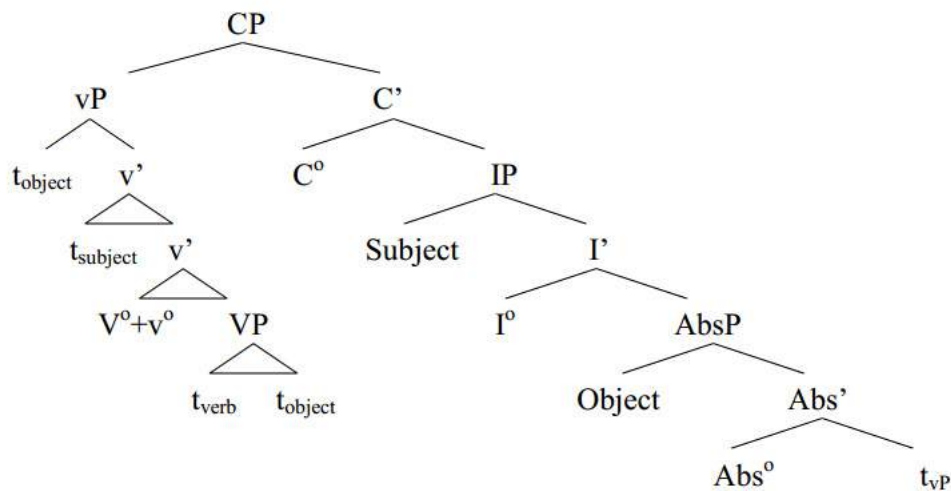 CP
vP C’
t_object v’ C° IP
t_subject v’ Subject I’
V°+v° VP I° AbsP
t_verb t_object Object Abs’
Abs° t_vP